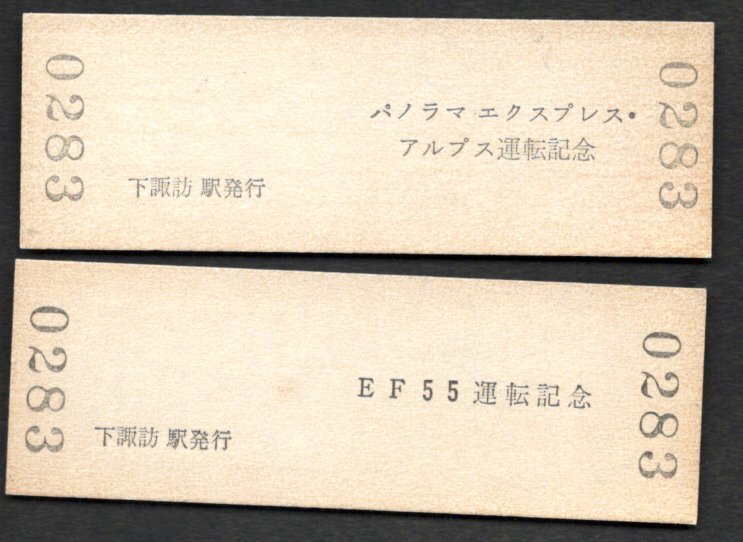 0283
パノラマ エクスプレス・
アルプス運転記念
下諏訪 駅発行
0283
0283
EF55運転記念
下諏訪 駅発行
0283